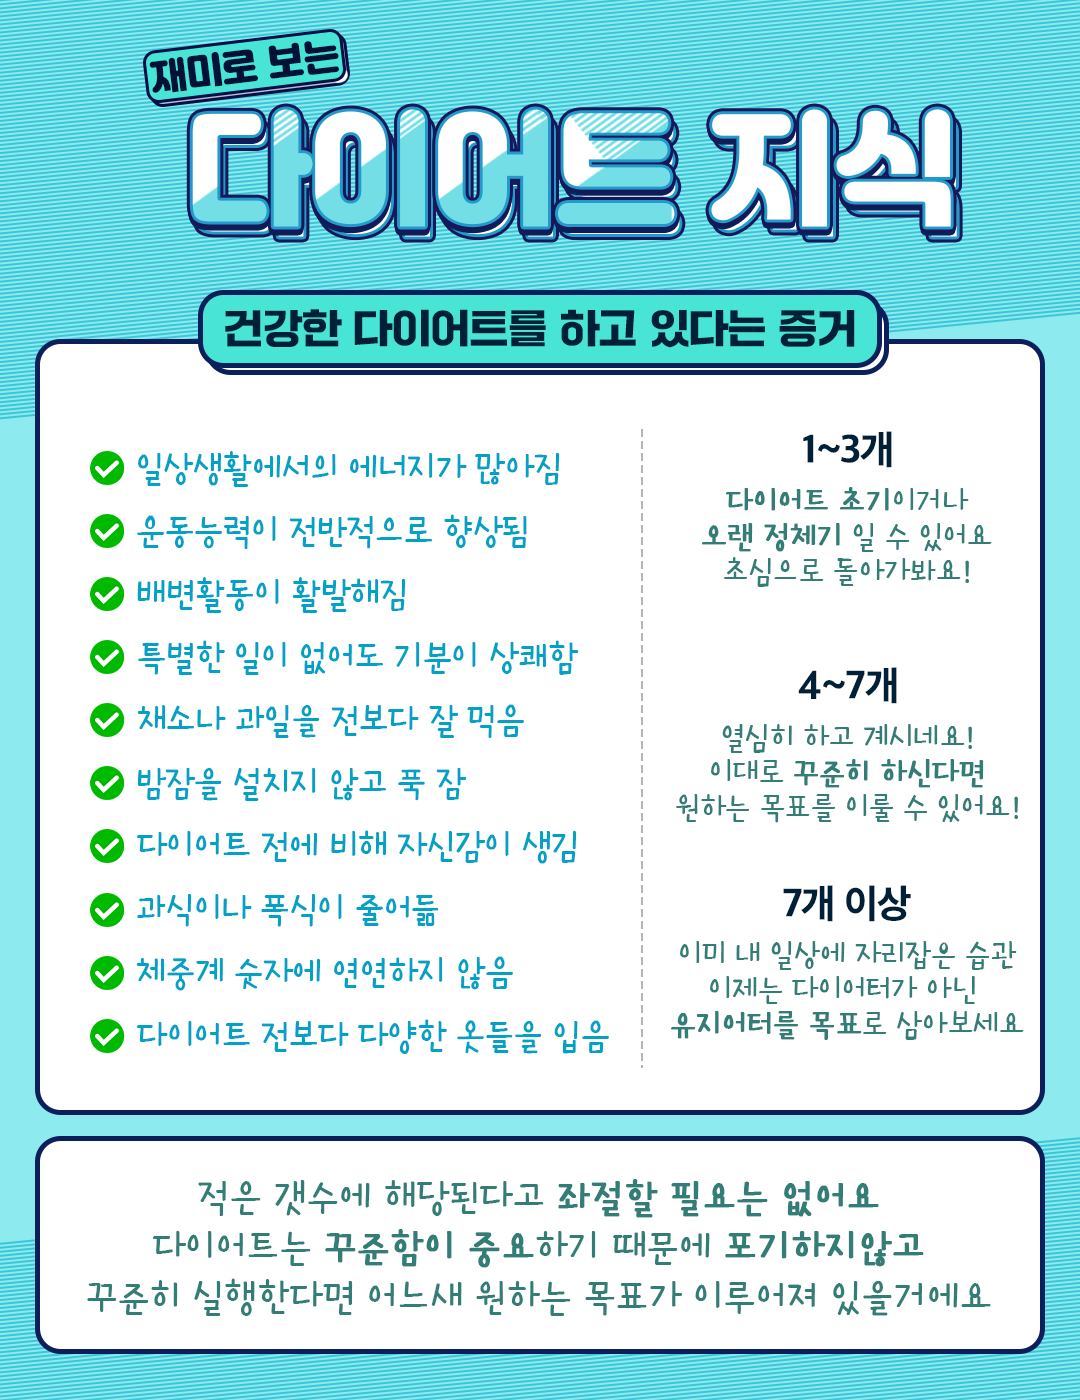 재미로 보는
다이어트 지식
건강한 다이어트를 하고 있다는 증거
일상생활에서의 에너지가 많아짐
운동능력이 전반적으로 향상됨
배변활동이 활발해짐
특별한 일이 없어도 기분이 상쾌함
채소나 과일을 전보다 잘 먹음
밤잠을 설치지 않고 푹 잠
다이어트 전에 비해 자신감이 생김
과식이나 폭식이 줄어듦
체중계 숫자에 연연하지 않음
다이어트 전보다 다양한 옷들을 입음
1~3개
다이어트 초기이거나
오랜 정체기 일 수 있어요
초심으로 돌아가봐요!
4~7개
열심히 하고 계시네요!
이대로 꾸준히 하신다면
원하는 목표를 이룰 수 있어요!
7개 이상
이미 내 일상에 자리잡은 습관
이제는 다이어터가 아닌
유지어터를 목표로 삼아보세요
적은 갯수에 해당된다고 좌절할 필요는 없어요
다이어트는 꾸준함이 중요하기 때문에 포기하지않고
꾸준히 실행한다면 어느새 원하는 목표가 이루어져 있을거에요